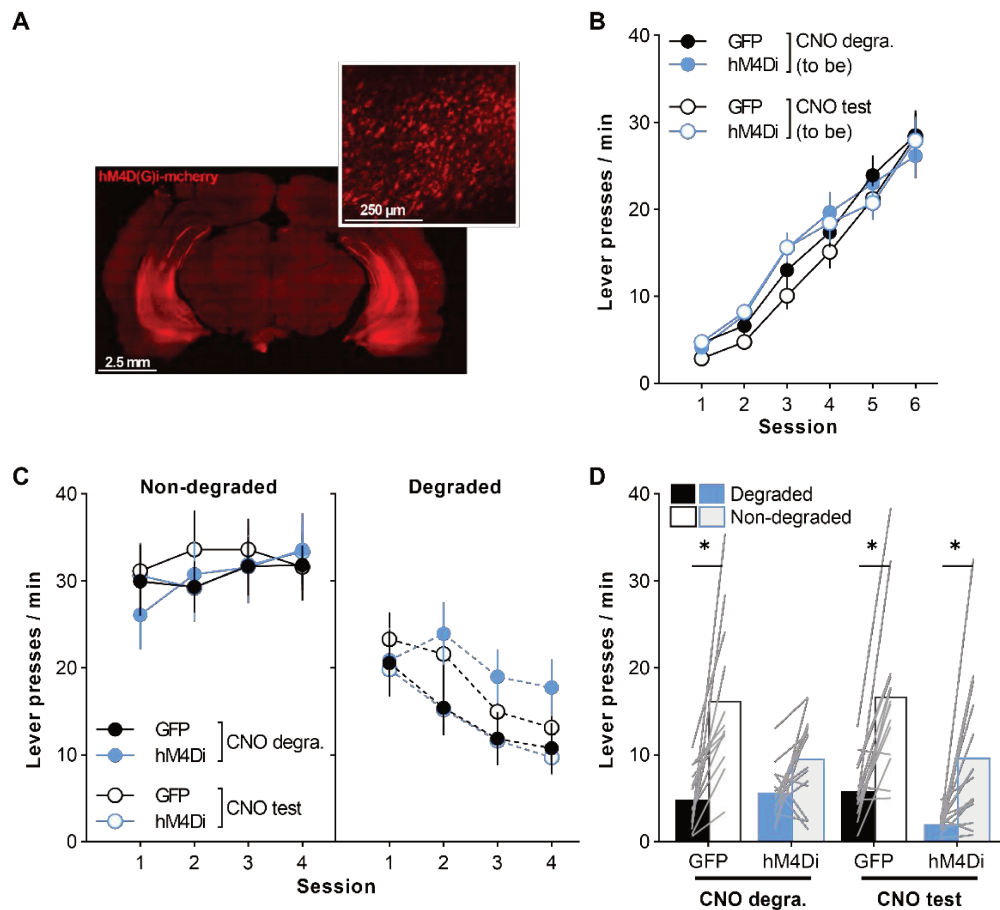 A
hM4D(G)i-mcherry
250 µm
2.5 mm
B
Lever presses / min
40
30
20
10
0
GFP
hM4Di
CNO degra.
(to be)
GFP
hM4Di
CNO test
(to be)
1 2 3 4 5 6
Session
C
Lever presses / min
40
30
20
10
0
Non-degraded
Degraded
GFP
hM4Di
CNO degra.
GFP
hM4Di
CNO test
1 2 3 4 1 2 3 4
Session
D
Lever presses / min
40
30
20
10
0
Degraded
Non-degraded
* * *
GFP hM4Di GFP hM4Di
CNO degra. CNO test